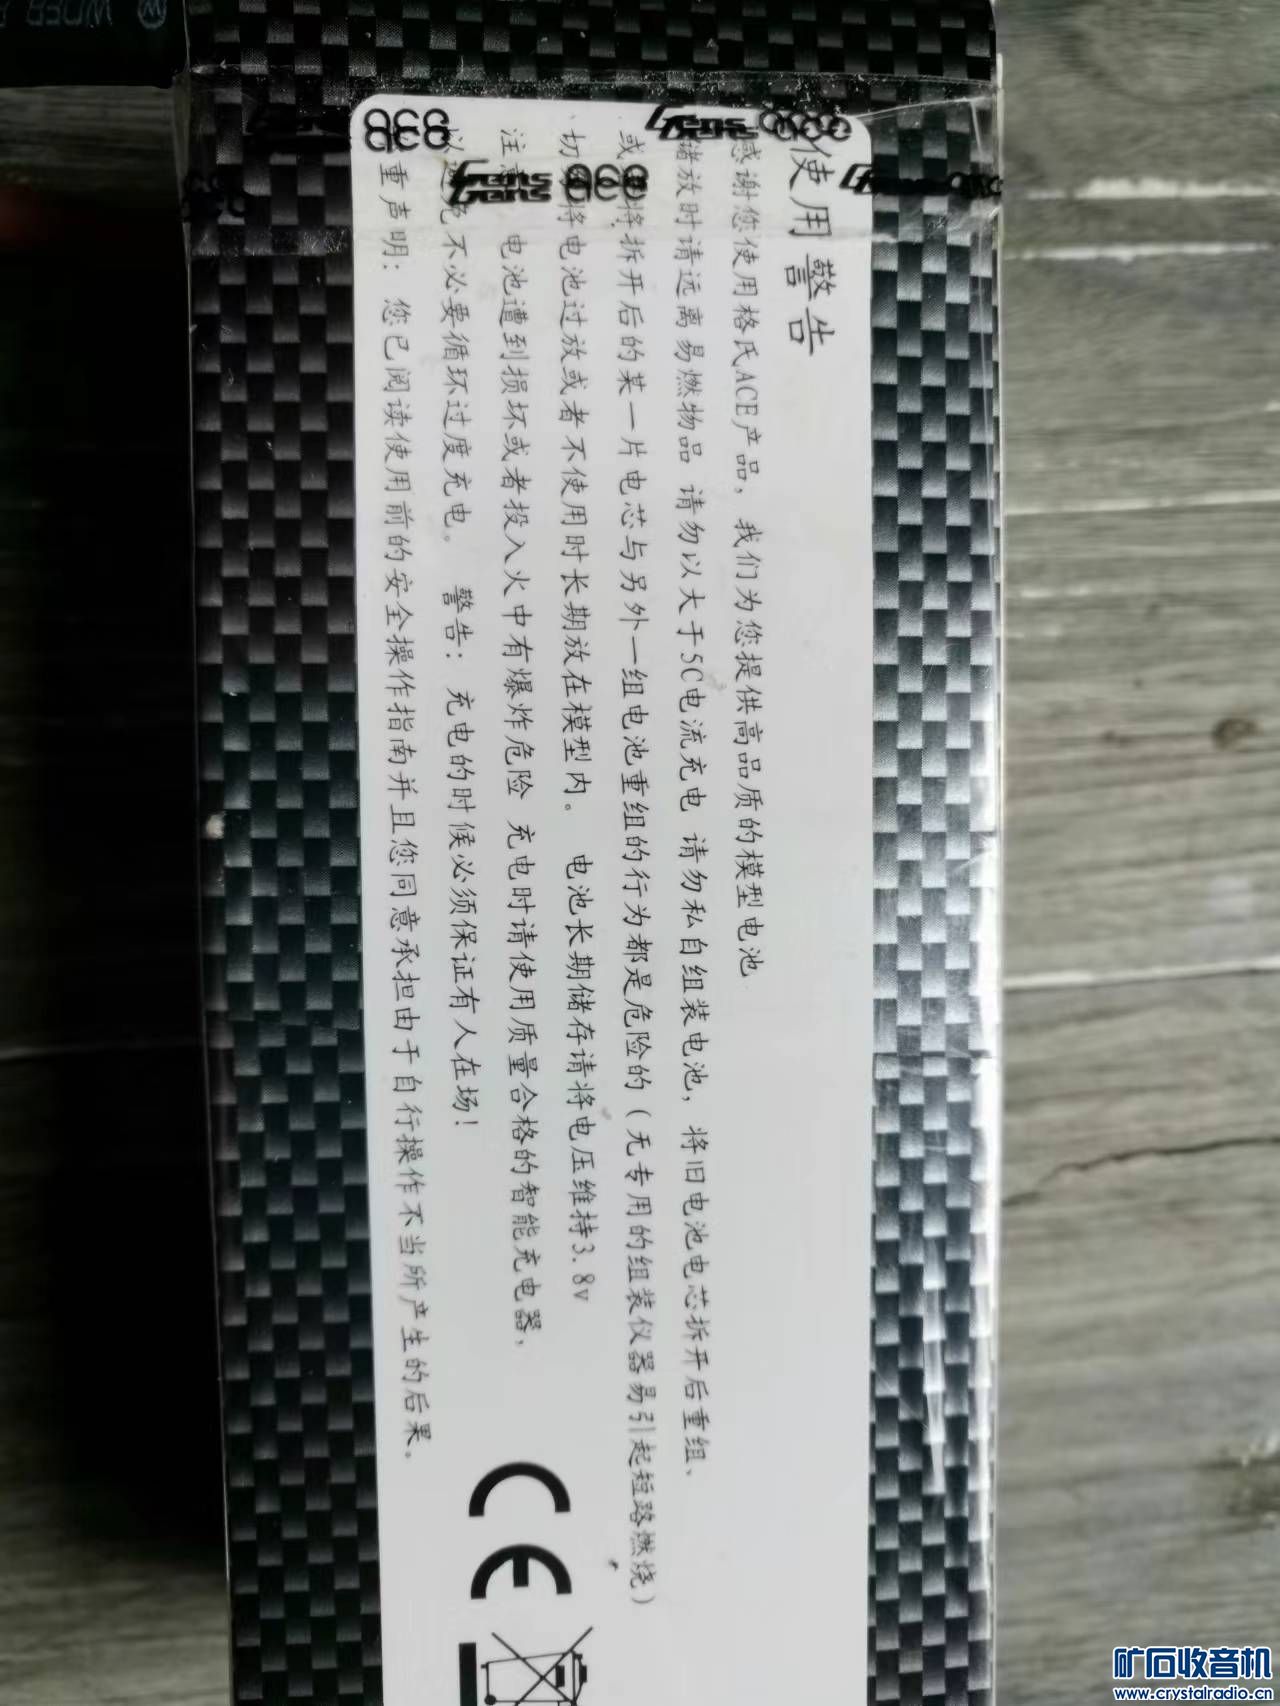 使用警告
感谢您使用格氏ACE产品，我们为您提供高品质的模型电池
储放时请远离易燃物品 请勿以大于5C电流充电 请勿私自组装电池，将旧电池电芯拆开后重组、
或 将拆开后的某一片电芯与另外一组电池重组的行为都是危险的（无专用的组装仪器易引起短路燃烧）
切 将电池过放或者不使用时长期放在模型内。 电池长期储存请将电压维持3.8v
注意 电池遭到损坏或者投入火中有爆炸危险 充电时请使用质量合格的智能充电器，
以避免不必要循环过度充电。 警告：充电的时候必须保证有人在场！
重声明：您已阅读使用前的安全操作指南并且您同意承担由于自行操作不当所产生的后果。
CE
Gens ace
Gens ace
矿石收音机
www.crystalradio.cn